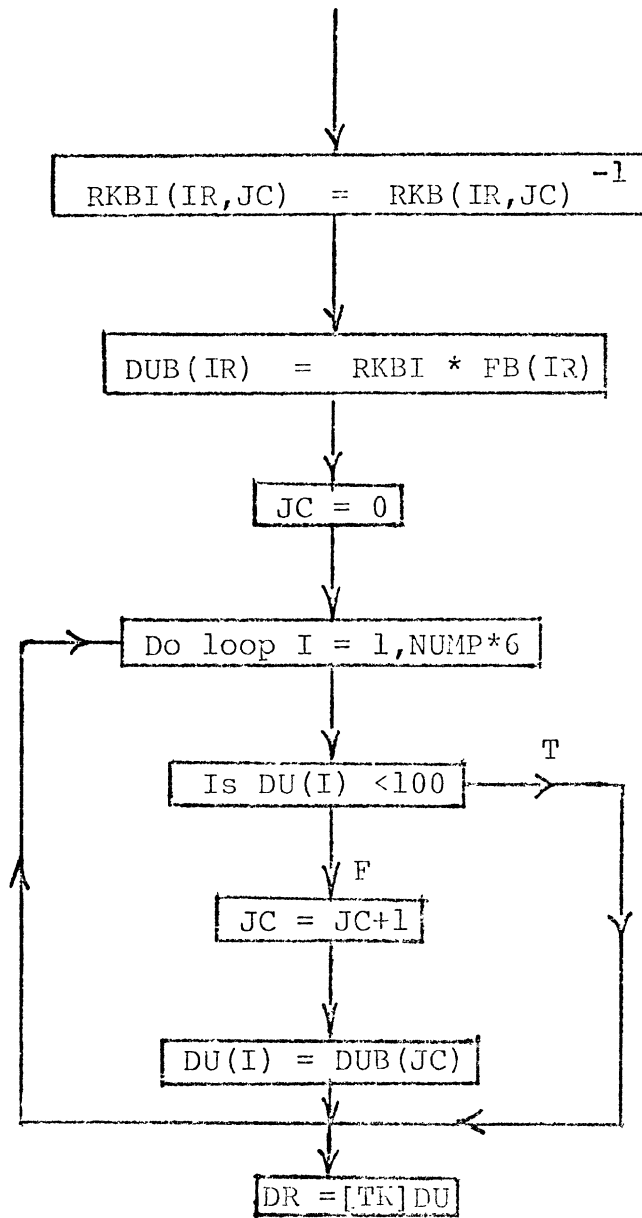 RKBI(IR,JC) = RKB(IR,JC)⁻¹
DUB(IR) = RKBI * FB(IR)
JC = 0
Do loop I = 1,NUMP*6
Is DU(I) <100
T
F
JC = JC+1
DU(I) = DUB(JC)
DR =[TK]DU